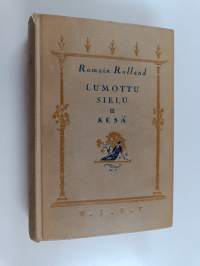 Romain Rolland
LUMOTTU
SIELU
II
KESÄ
W. S. O. Y.